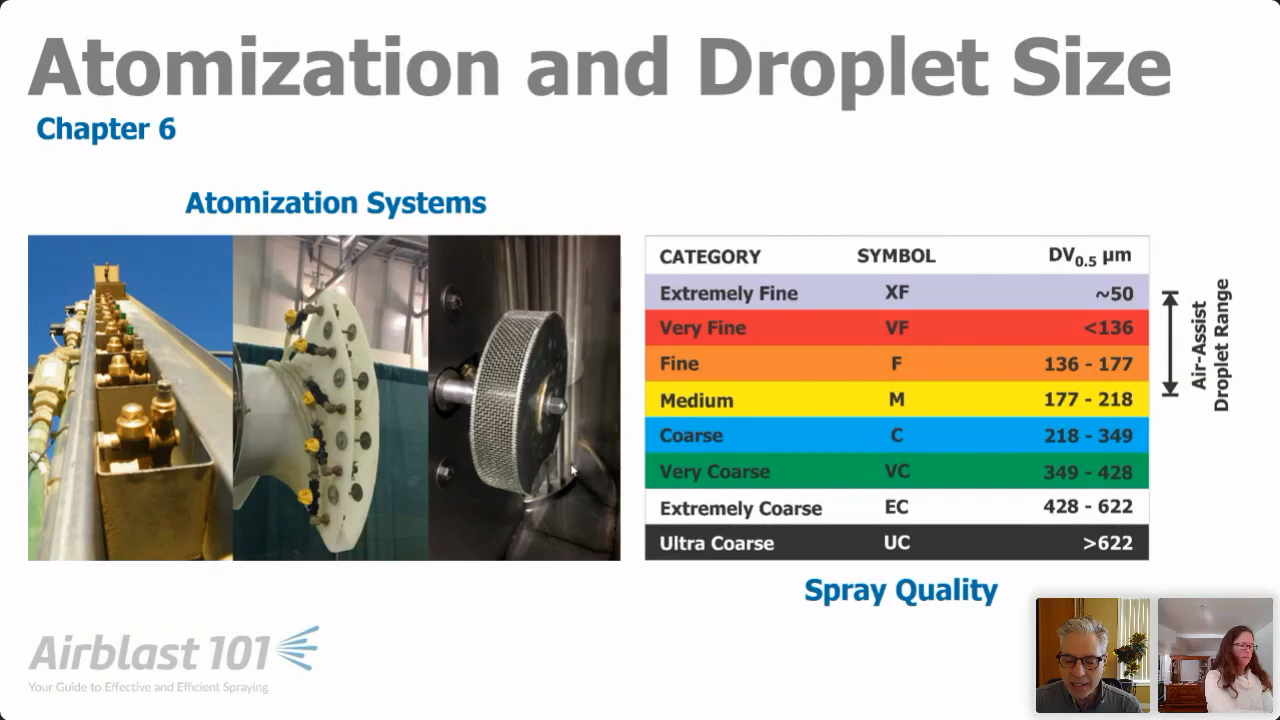 Atomization and Droplet Size
Chapter 6
Atomization Systems
CATEGORY SYMBOL DV0.5 µm
Extremely Fine XF ~50
Very Fine VF <136
Fine F 136 - 177
Medium M 177 - 218
Coarse C 218 - 349
Very Coarse VC 349 - 428
Extremely Coarse EC 428 - 622
Ultra Coarse UC >622
Air-Assist
Droplet Range
Spray Quality
Airblast 101
Your Guide to Effective and Efficient Spraying